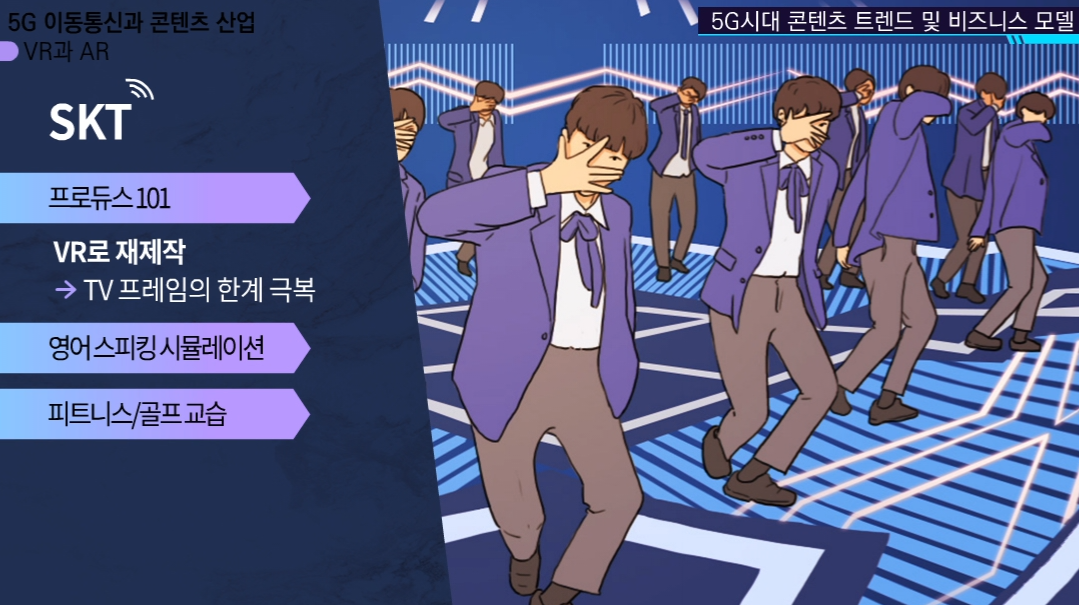 5G 이동통신과 콘텐츠 산업
VR과 AR
5G시대 콘텐츠 트렌드 및 비즈니스 모델
SKT
프로듀스 101
VR로 재제작
→ TV 프레임의 한계 극복
영어 스피킹 시뮬레이션
피트니스/골프 교습